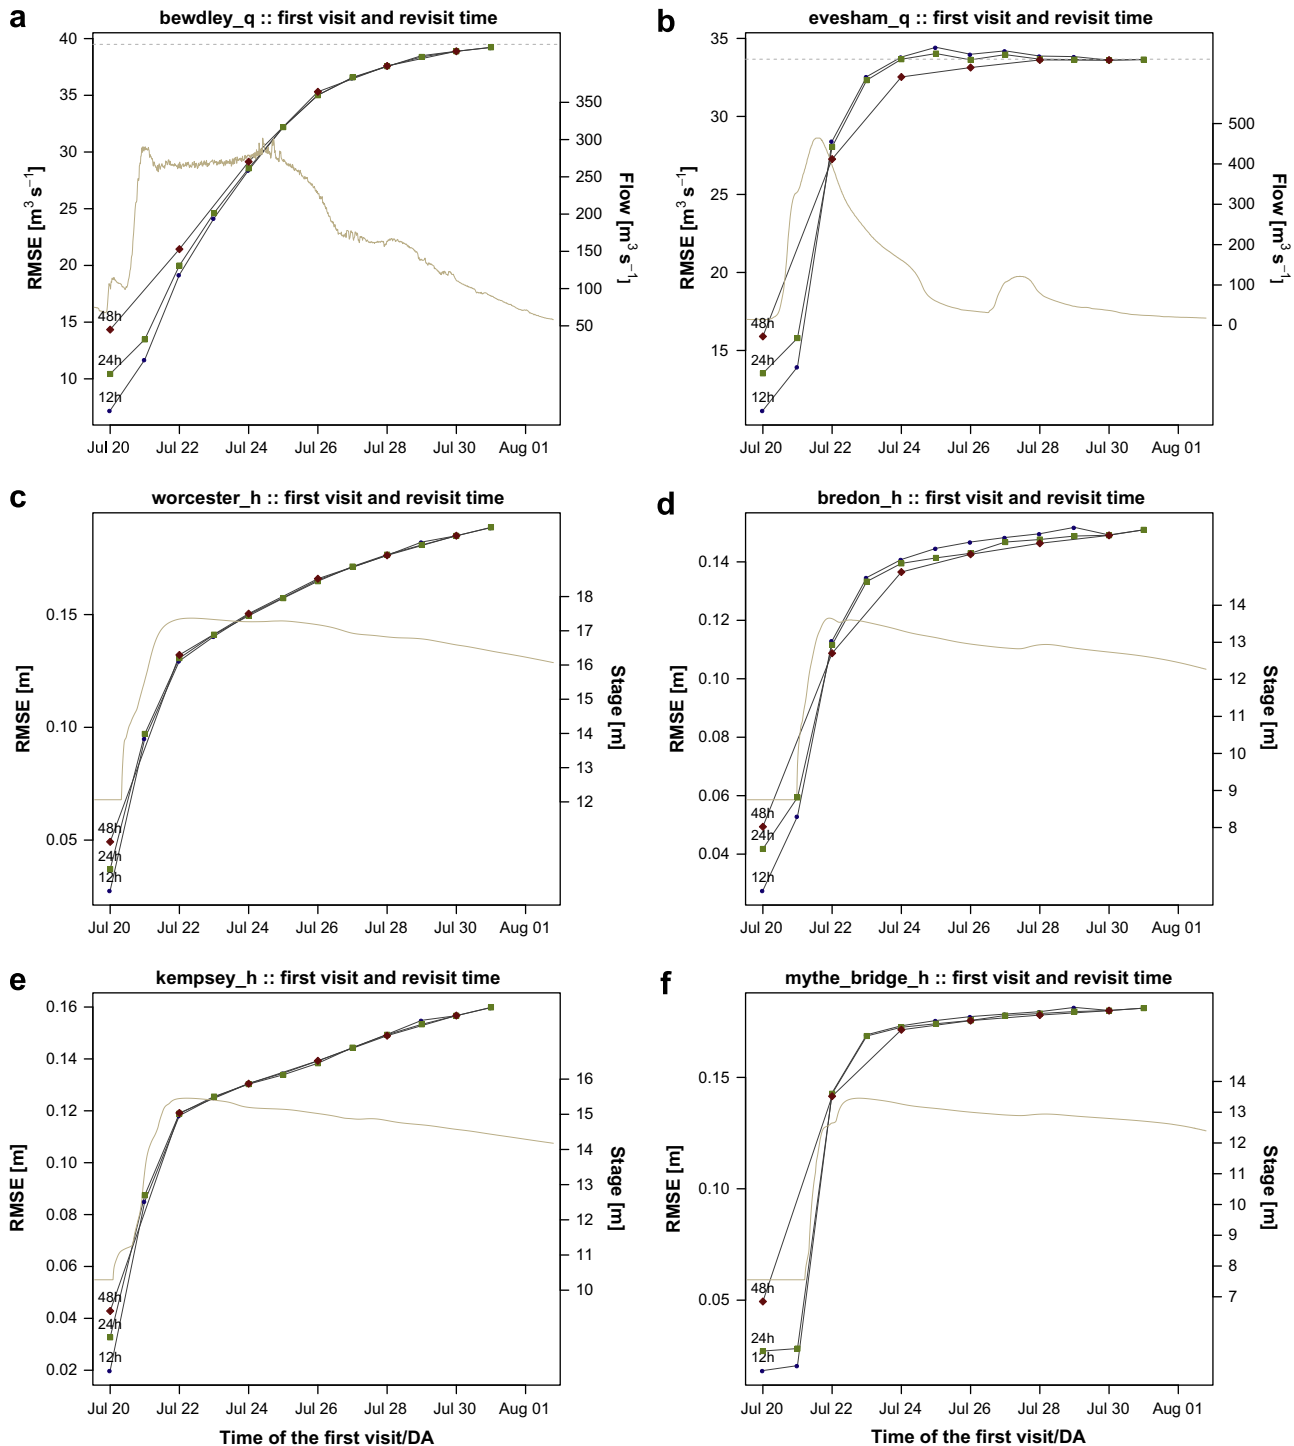 a
bewdley_q :: first visit and revisit time
40
35
30
25
20
15
10
RMSE [m³ s⁻¹]
350
300
250
200
150
100
50
Flow [m³ s⁻¹]
48h
24h
12h
Jul 20 Jul 22 Jul 24 Jul 26 Jul 28 Jul 30 Aug 01
b
evesham_q :: first visit and revisit time
35
30
25
20
15
RMSE [m³ s⁻¹]
500
400
300
200
100
0
Flow [m³ s⁻¹]
48h
24h
12h
Jul 20 Jul 22 Jul 24 Jul 26 Jul 28 Jul 30 Aug 01
c
worcester_h :: first visit and revisit time
0.15
0.10
0.05
RMSE [m]
18
17
16
15
14
13
12
Stage [m]
48h
24h
12h
Jul 20 Jul 22 Jul 24 Jul 26 Jul 28 Jul 30 Aug 01
d
bredon_h :: first visit and revisit time
0.14
0.12
0.10
0.08
0.06
0.04
RMSE [m]
14
13
12
11
10
9
8
Stage [m]
48h
24h
12h
Jul 20 Jul 22 Jul 24 Jul 26 Jul 28 Jul 30 Aug 01
e
kempsey_h :: first visit and revisit time
0.16
0.14
0.12
0.10
0.08
0.06
0.04
0.02
RMSE [m]
16
15
14
13
12
11
10
Stage [m]
48h
24h
12h
Jul 20 Jul 22 Jul 24 Jul 26 Jul 28 Jul 30 Aug 01
Time of the first visit/DA
f
mythe_bridge_h :: first visit and revisit time
0.15
0.10
0.05
RMSE [m]
14
13
12
11
10
9
8
7
Stage [m]
48h
24h
12h
Jul 20 Jul 22 Jul 24 Jul 26 Jul 28 Jul 30 Aug 01
Time of the first visit/DA